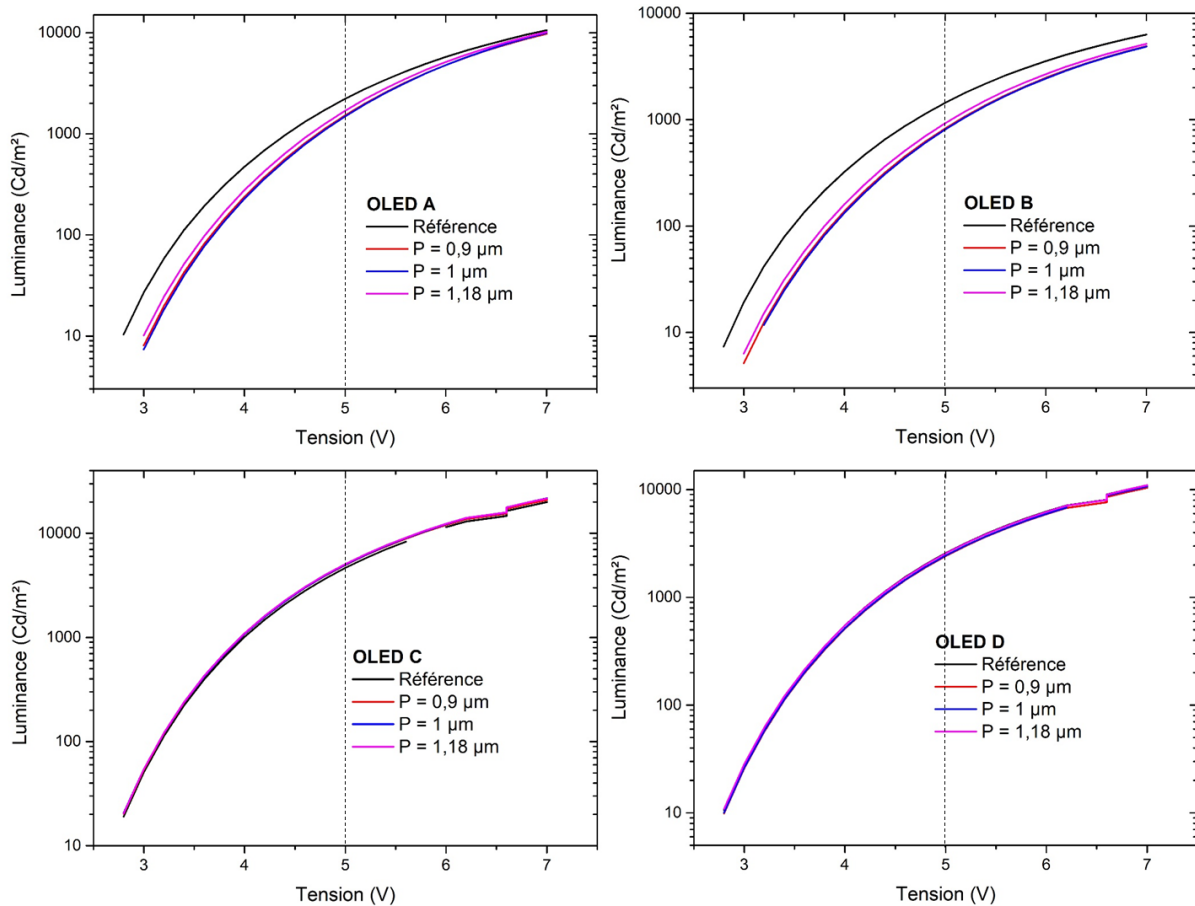 10000
1000
100
10
Luminance (Cd/m²)
OLED A
Référence
P = 0,9 µm
P = 1 µm
P = 1,18 µm
3 4 5 6 7
Tension (V)
10000
1000
100
10
Luminance (Cd/m²)
OLED B
Référence
P = 0,9 µm
P = 1 µm
P = 1,18 µm
3 4 5 6 7
Tension (V)
10000
1000
100
10
Luminance (Cd/m²)
OLED C
Référence
P = 0,9 µm
P = 1 µm
P = 1,18 µm
3 4 5 6 7
Tension (V)
10000
1000
100
10
Luminance (Cd/m²)
OLED D
Référence
P = 0,9 µm
P = 1 µm
P = 1,18 µm
3 4 5 6 7
Tension (V)